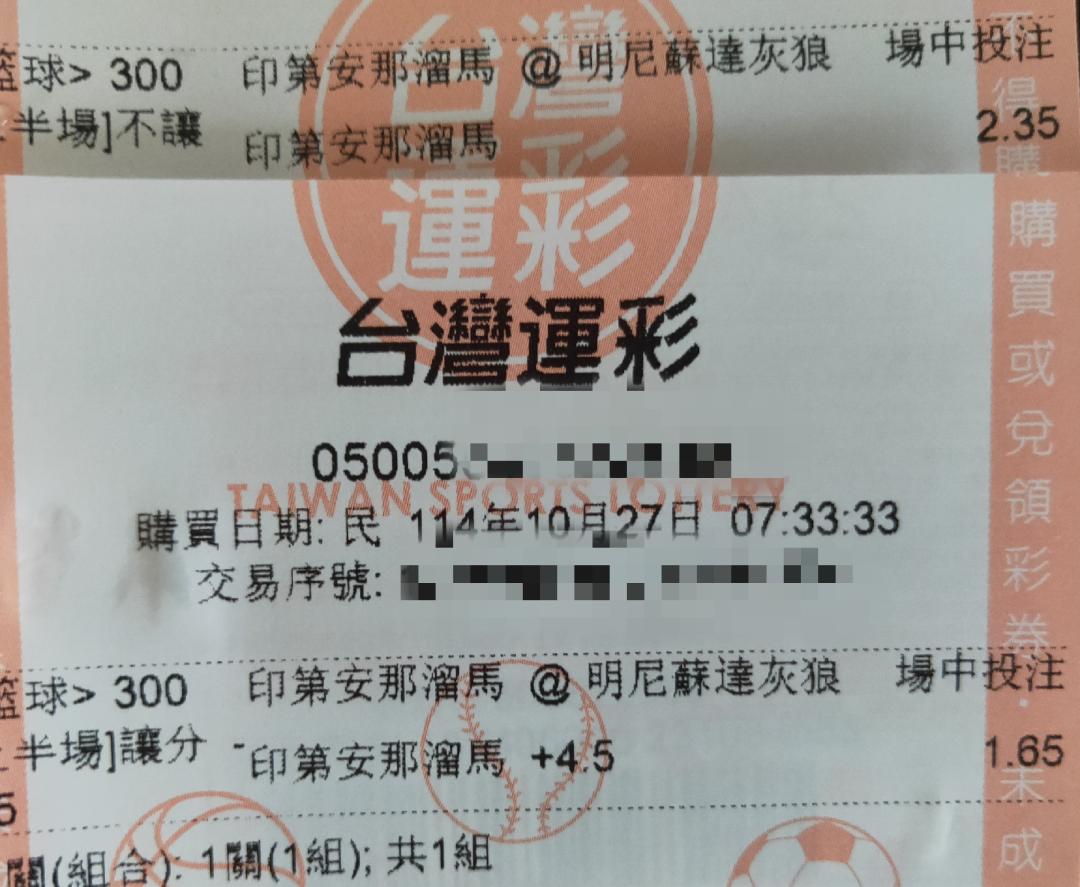 籃球> 300 印第安那溜馬 @ 明尼蘇達灰狼 場中投注
半場]不讓 印第安那溜馬 2.35
台灣運彩
台灣運彩
05005
TAIWAN SPORTS LOTTERY
購買日期: 民 114年10月27日 07:33:33
交易序號:
籃球> 300 印第安那溜馬 @ 明尼蘇達灰狼 場中投注
半場]讓分 - 印第安那溜馬 +4.5 1.65
5
關(組合): 1關(1組); 共1組
不得購購買或兌領彩券．未成